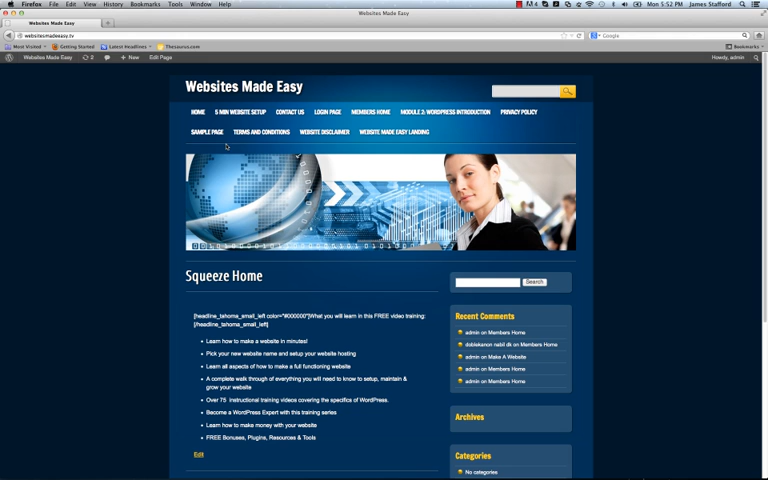 Firefox File Edit View History Bookmarks Tools Window Help
Mon 5:52 PM James Stafford
Websites Made Easy
Websites Made Easy
websitesmadeeasy.tv
Google
Most Visited Getting Started Latest Headlines Thesaurus.com
Bookmarks
Websites Made Easy 2 + New Edit Page
Howdy, admin
Websites Made Easy
HOME 5 MIN WEBSITE SETUP CONTACT US LOGIN PAGE MEMBERS HOME MODULE 2: WORDPRESS INTRODUCTION PRIVACY POLICY
SAMPLE PAGE TERMS AND CONDITIONS WEBSITE DISCLAIMER WEBSITE MADE EASY LANDING
Squeeze Home
[headline_tahoma_small_left color="#000000"]What you will learn in this FREE video training:
[/headline_tahoma_small_left]
Learn how to make a website in minutes!
Pick your new website name and setup your website hosting
Learn all aspects of how to make a full functioning website
A complete walk through of everything you will need to know to setup, maintain &
grow your website
Over 75 instructional training videos covering the specifics of WordPress.
Become a WordPress Expert with this training series
Learn how to make money with your website
FREE Bonuses, Plugins, Resources & Tools
Edit
Search
Recent Comments
admin on Members Home
dablekanon nabil dk on Members Home
admin on Make A Website
admin on Members Home
admin on Members Home
Archives
Categories
No categories